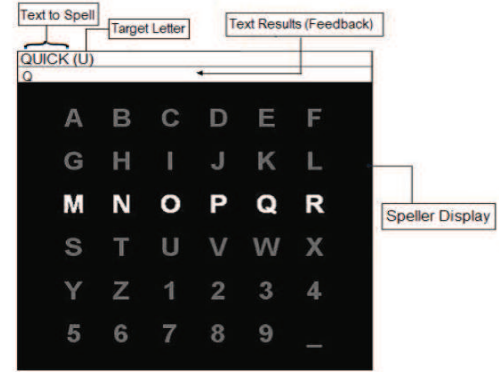 Text to Spell
Target Letter
Text Results (Feedback)
QUICK (U)
Q
A B C D E F
G H I J K L
M N O P Q R
Speller Display
S T U V W X
Y Z 1 2 3 4
5 6 7 8 9 _